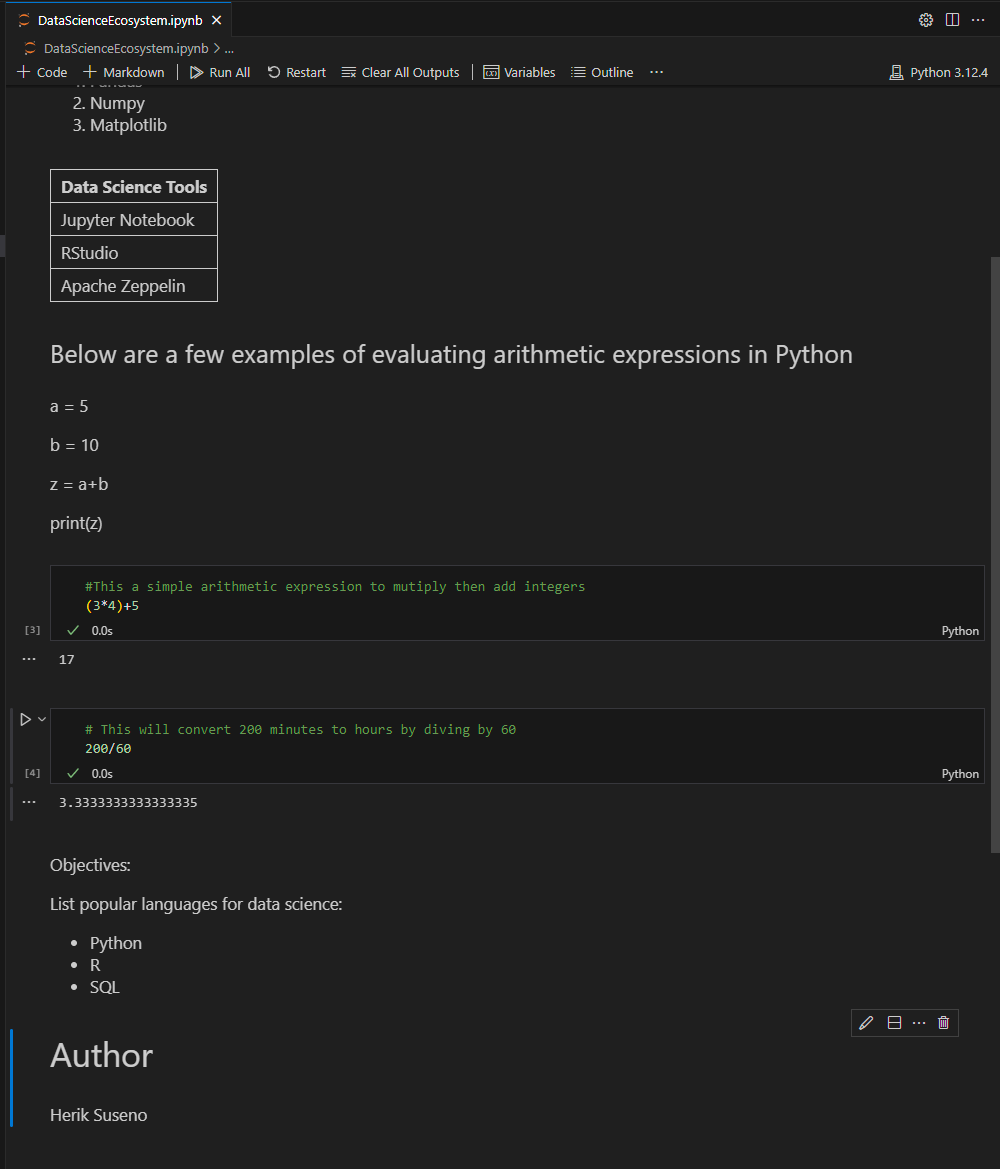 DataScienceEcosystem.ipynb
DataScienceEcosystem.ipynb > ...
+ Code + Markdown | Run All Restart Clear All Outputs | Variables Outline ... Python 3.12.4
2. Numpy
3. Matplotlib
Data Science Tools
Jupyter Notebook
RStudio
Apache Zeppelin
Below are a few examples of evaluating arithmetic expressions in Python
a = 5
b = 10
z = a+b
print(z)
#This a simple arithmetic expression to mutiply then add integers
(3*4)+5
[3] 0.0s Python
... 17
# This will convert 200 minutes to hours by diving by 60
200/60
[4] 0.0s Python
... 3.3333333333333335
Objectives:
List popular languages for data science:
• Python
• R
• SQL
Author
Herik Suseno